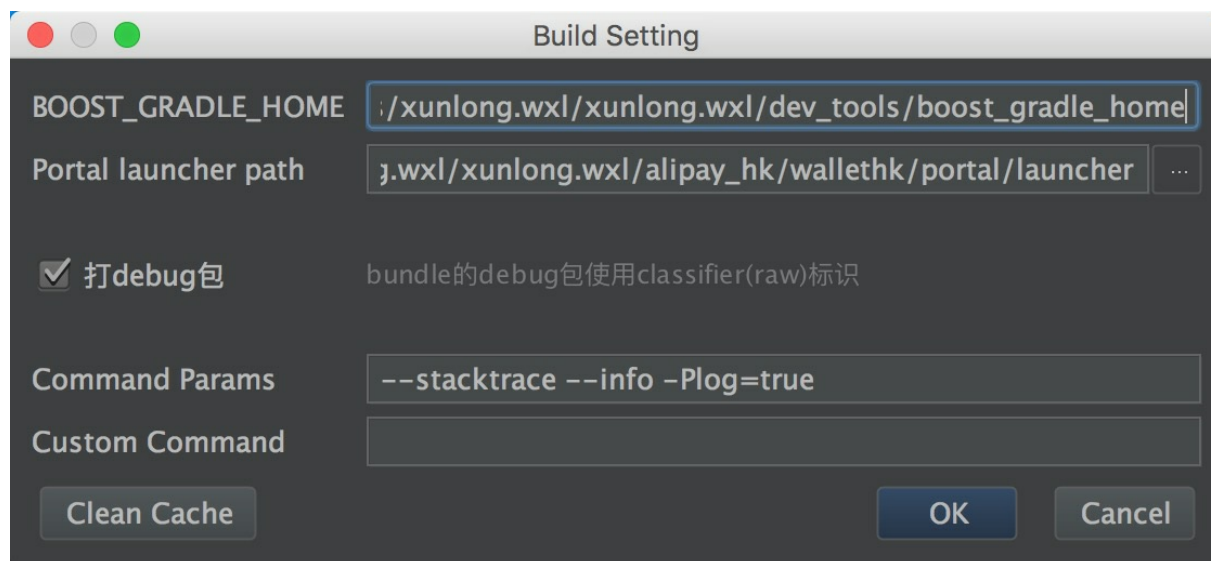 Build Setting
BOOST_GRADLE_HOME /xunlong.wxl/xunlong.wxl/dev_tools/boost_gradle_home
Portal launcher path g.wxl/xunlong.wxl/alipay_hk/wallethk/portal/launcher ...
打debug包 bundle的debug包使用classifier(raw)标识
Command Params --stacktrace --info -Plog=true
Custom Command
Clean Cache OK Cancel